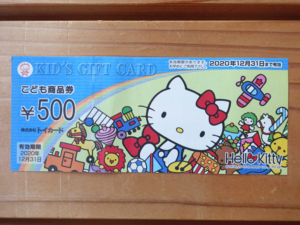 KID'S GIFT CARD
2020年12月31日まで有効
こども商品券
¥500
株式会社トイカード
有効期限
2020年
12月31日
Hello Kitty